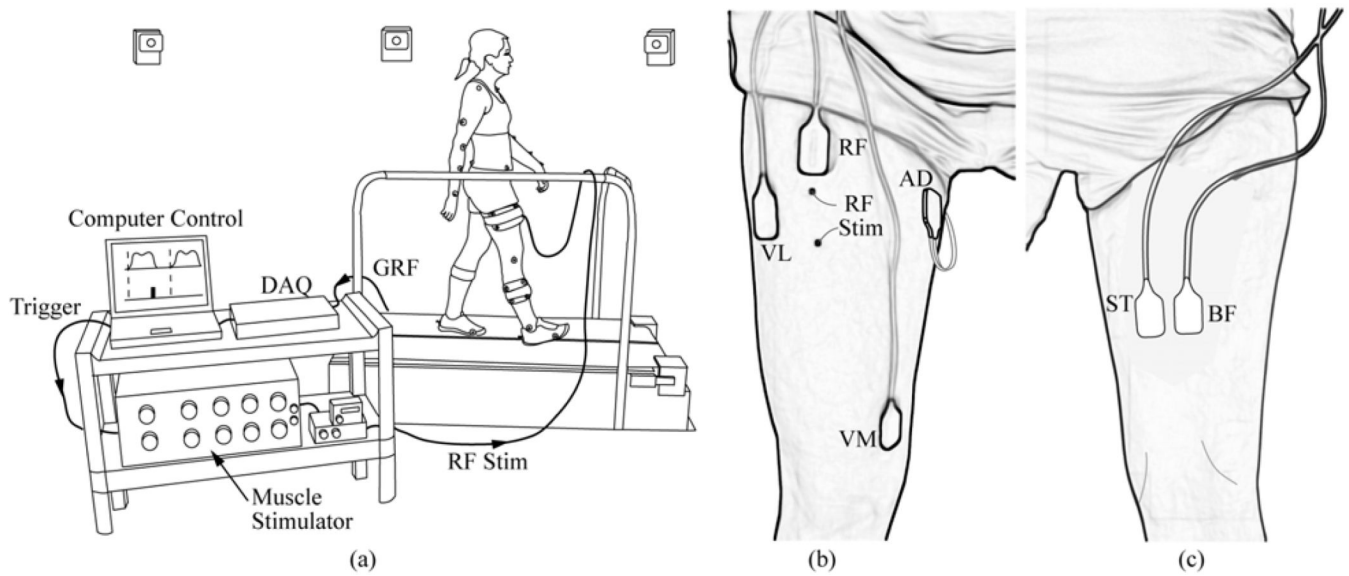 Computer Control
Trigger
DAQ
GRF
RF Stim
Muscle
Stimulator
(a)
RF
AD
RF
Stim
VL
VM
(b)
ST
BF
(c)